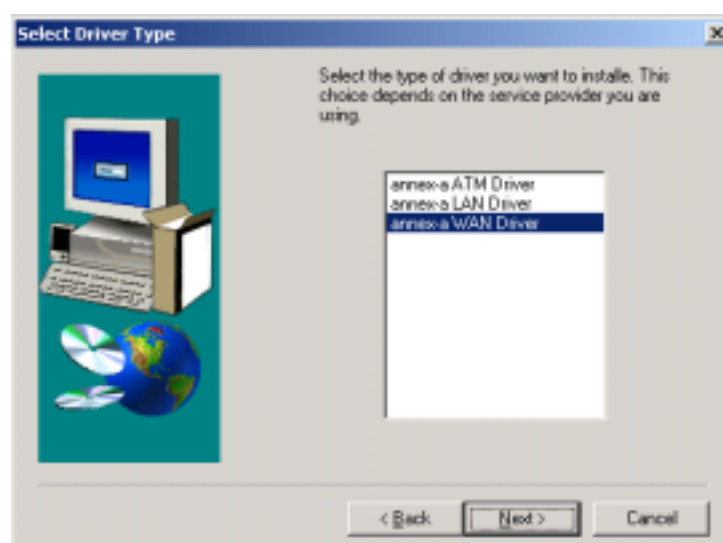 Select Driver Type
Select the type of driver you want to installe. This
choice depends on the service provider you are
using.
annex-a ATM Driver
annex-a LAN Driver
annex-a WAN Driver
< Back
Next >
Cancel